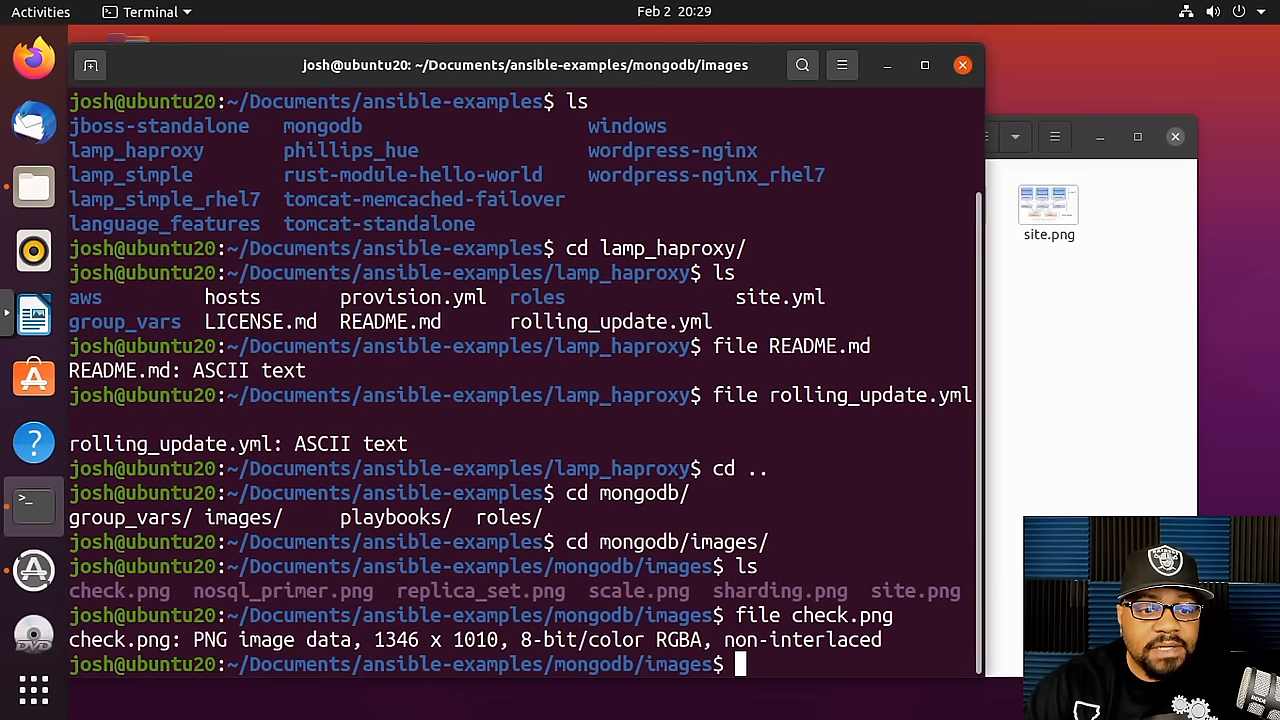 Activities
Terminal
Feb 2 20:29
josh@ubuntu20: ~/Documents/ansible-examples/mongodb/images
josh@ubuntu20:~/Documents/ansible-examples$ ls
jboss-standalone mongodb windows
lamp_haproxy phillips_hue wordpress-nginx
lamp_simple rust-module-hello-world wordpress-nginx_rhel7
lamp_simple_rhel7 tomcat-memcached-failover
language_features tomcat-standalone
josh@ubuntu20:~/Documents/ansible-examples$ cd lamp_haproxy/
josh@ubuntu20:~/Documents/ansible-examples/lamp_haproxy$ ls
aws hosts provision.yml roles site.yml
group_vars LICENSE.md README.md rolling_update.yml
josh@ubuntu20:~/Documents/ansible-examples/lamp_haproxy$ file README.md
README.md: ASCII text
josh@ubuntu20:~/Documents/ansible-examples/lamp_haproxy$ file rolling_update.yml
rolling_update.yml: ASCII text
josh@ubuntu20:~/Documents/ansible-examples/lamp_haproxy$ cd ..
josh@ubuntu20:~/Documents/ansible-examples$ cd mongodb/
group_vars/ images/ playbooks/ roles/
josh@ubuntu20:~/Documents/ansible-examples$ cd mongodb/images/
josh@ubuntu20:~/Documents/ansible-examples/mongodb/images$ ls
check.png nosql_primer.png replica_set.png scale.png sharding.png site.png
josh@ubuntu20:~/Documents/ansible-examples/mongodb/images$ file check.png
check.png: PNG image data, 1346 x 1010, 8-bit/color RGBA, non-interlaced
josh@ubuntu20:~/Documents/ansible-examples/mongodb/images$
site.png
RAIDERS